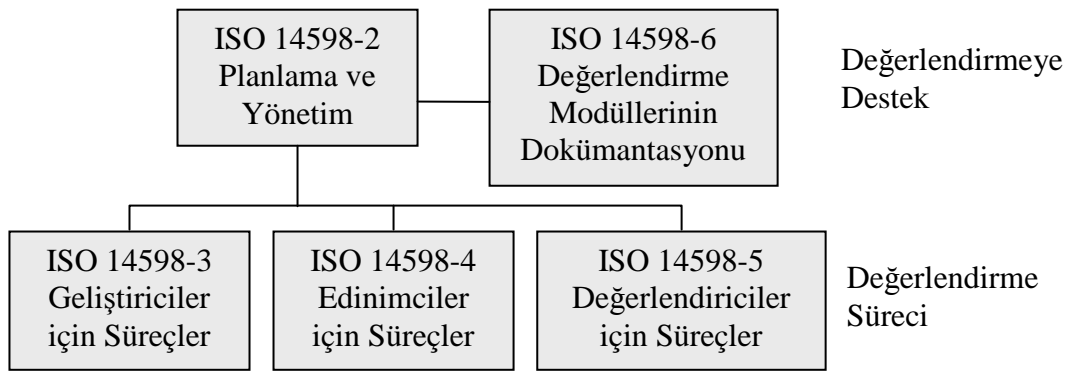 ISO 14598-2
Planlama ve
Yönetim
ISO 14598-6
Değerlendirme
Modüllerinin
Dokümantasyonu
Değerlendirmeye
Destek
ISO 14598-3
Geliştiriciler
için Süreçler
ISO 14598-4
Edinimciler
için Süreçler
ISO 14598-5
Değerlendiriciler
için Süreçler
Değerlendirme
Süreci